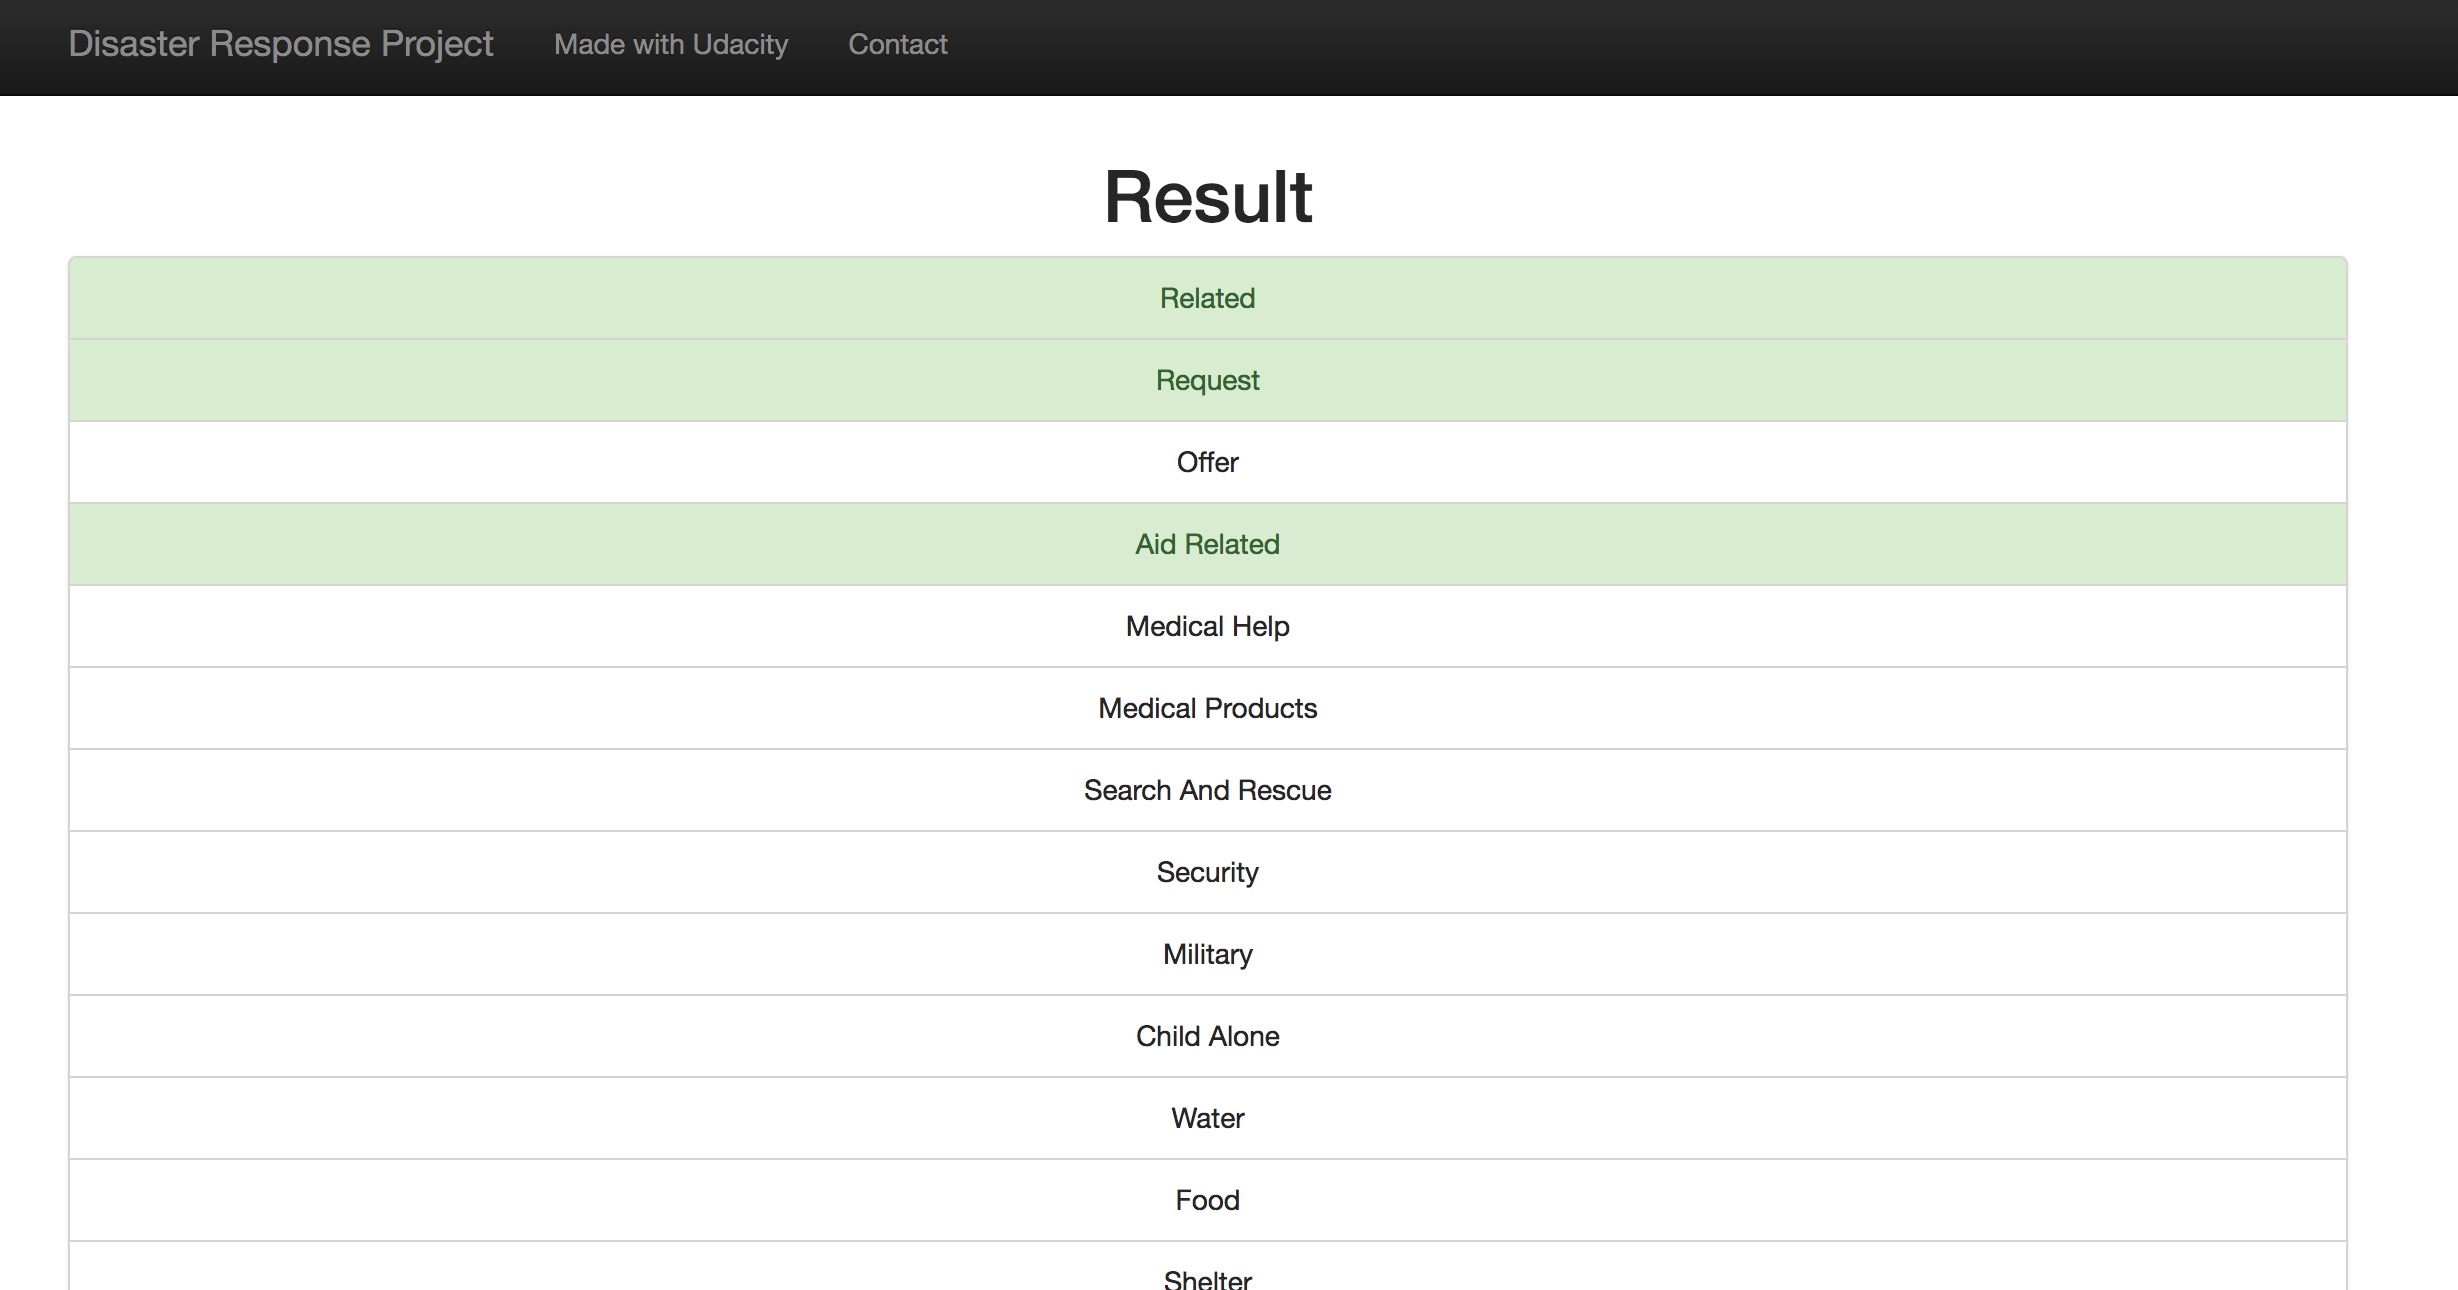 Disaster Response Project Made with Udacity Contact
Result
Related
Request
Offer
Aid Related
Medical Help
Medical Products
Search And Rescue
Security
Military
Child Alone
Water
Food
Shelter